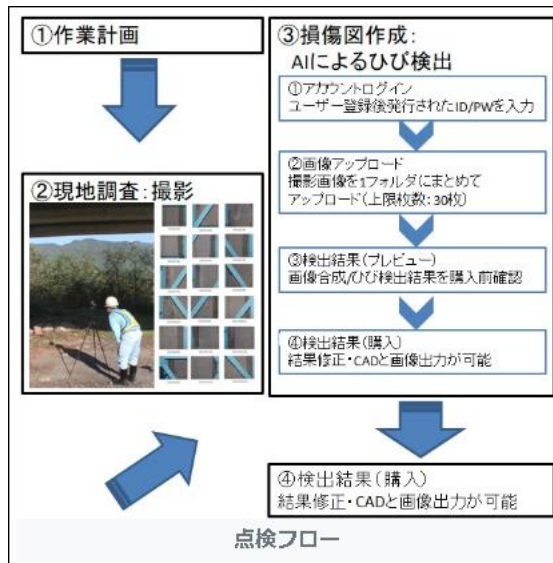 ①作業計画
②現地調査:撮影
③損傷図作成:
AIによるひび検出
①アカウントログイン
ユーザー登録後発行されたID/PWを入力
②画像アップロード
撮影画像を1フォルダにまとめて
アップロード(上限枚数:30枚)
③検出結果(プレビュー)
画像合成/ひび検出結果を購入前確認
④検出結果(購入)
結果修正・CADと画像出力が可能
④検出結果(購入)
結果修正・CADと画像出力が可能
点検フロー